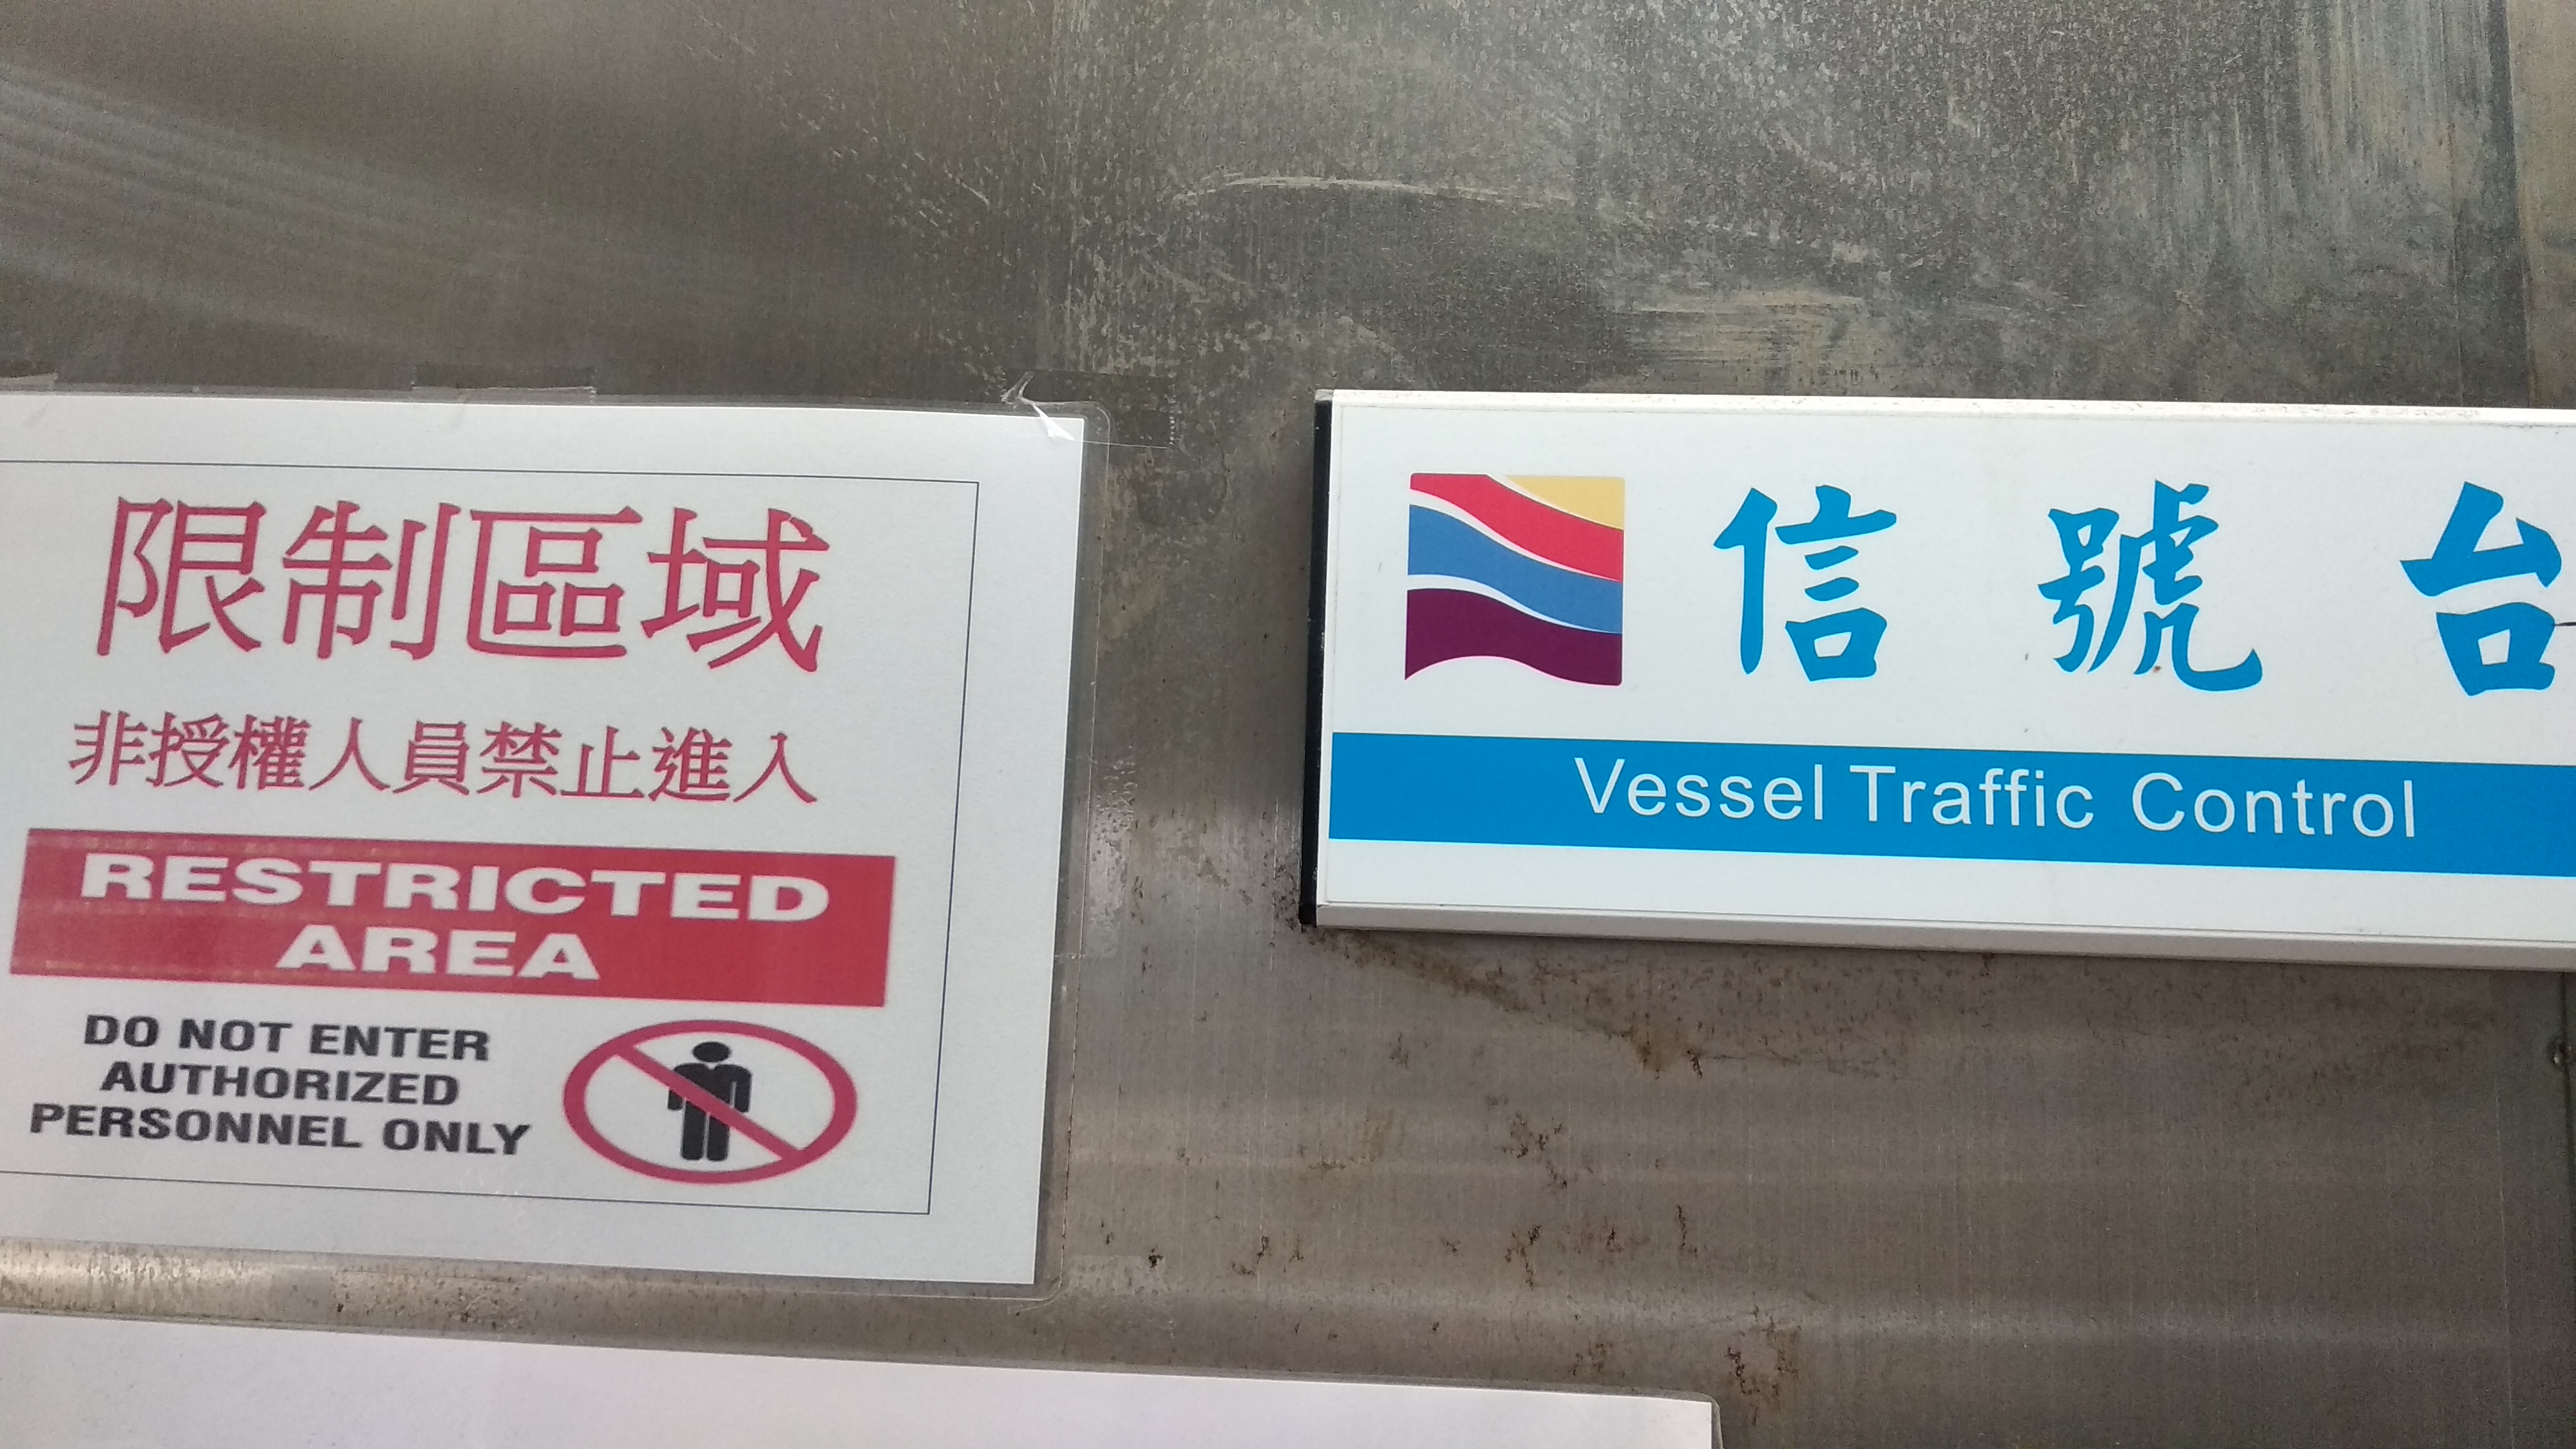 限制區域
非授權人員禁止進入
RESTRICTED
AREA
DO NOT ENTER
AUTHORIZED
PERSONNEL ONLY
信號台
Vessel Traffic Control